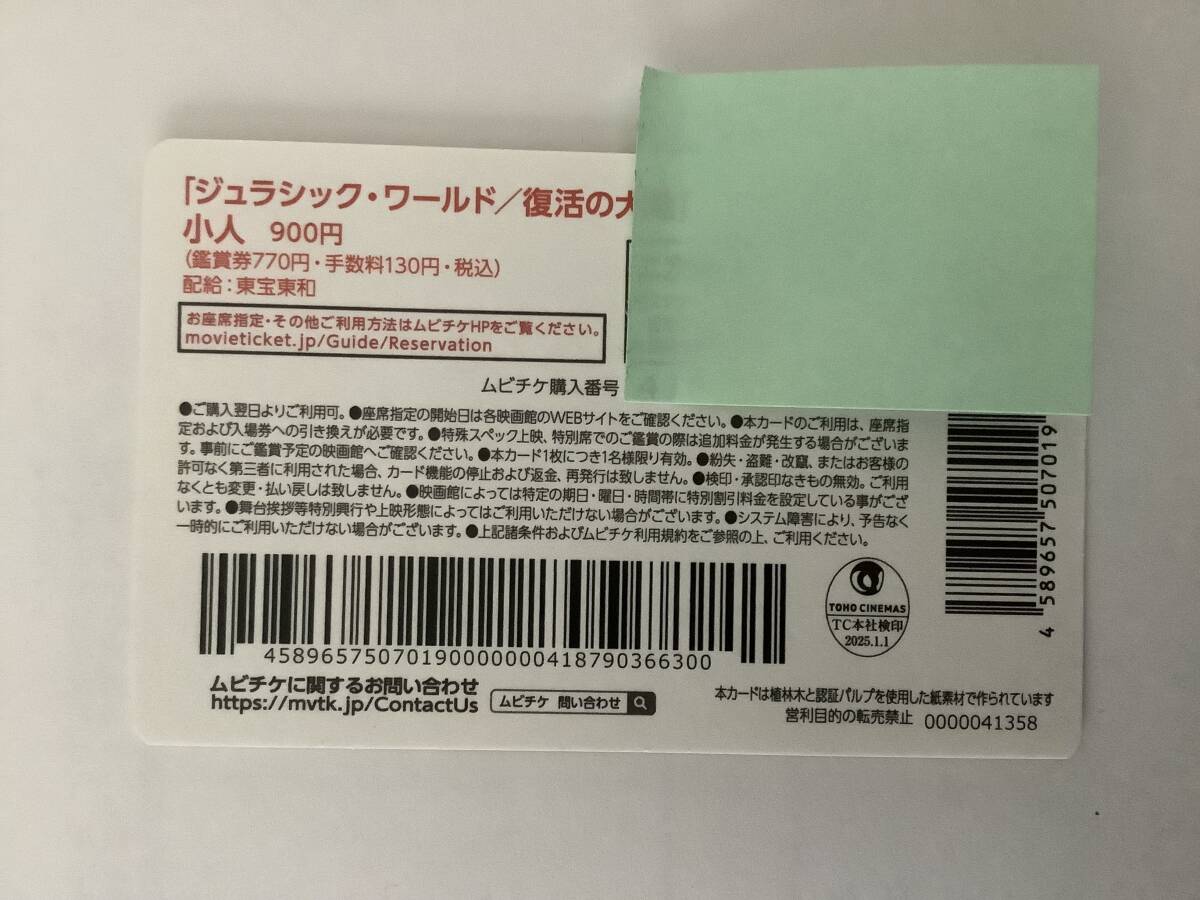 「ジュラシック・ワールド／復活の大
小人 900円
（鑑賞券770円・手数料130円・税込）
配給：東宝東和
お座席指定・その他ご利用方法はムビチケHPをご覧ください。
movieticket.jp/Guide/Reservation
ムビチケ購入番号
●ご購入翌日よりご利用可。●座席指定の開始日は各映画館のWEBサイトをご確認ください。●本カードのご利用は、座席指
定および入場券への引き換えが必要です。●特殊スペック上映、特別席でのご鑑賞の際は追加料金が発生する場合がございま
す。事前にご鑑賞予定の映画館へご確認ください。●本カード1枚につき1名様限り有効。●紛失・盗難・改竄、またはお客様の
許可なく第三者に利用された場合、カード機能の停止および返金、再発行は致しません。●検印・承認印なきもの無効。ご利用
なくとも変更・払い戻しは致しません。●映画館によっては特定の期日・曜日・時間帯に特別割引料金を設定している事がござ
います。●舞台挨拶等特別興行や上映形態によってはご利用いただけない場合がございます。●システム障害により、予告なく
一時的にご利用いただけない場合がございます。●上記諸条件およびムビチケ利用規約をご参照の上、ご利用ください。
4 589657 507019
4589657507019000000041879036630​0
TOHO CINEMAS
TC本社検印
2025.1.1
ムビチケに関するお問い合わせ
https://mvtk.jp/ContactUs
ムビチケ 問い合わせ
本カードは植林木と認証パルプを使用した紙素材で作られています
営利目的の転売禁止 0000041358